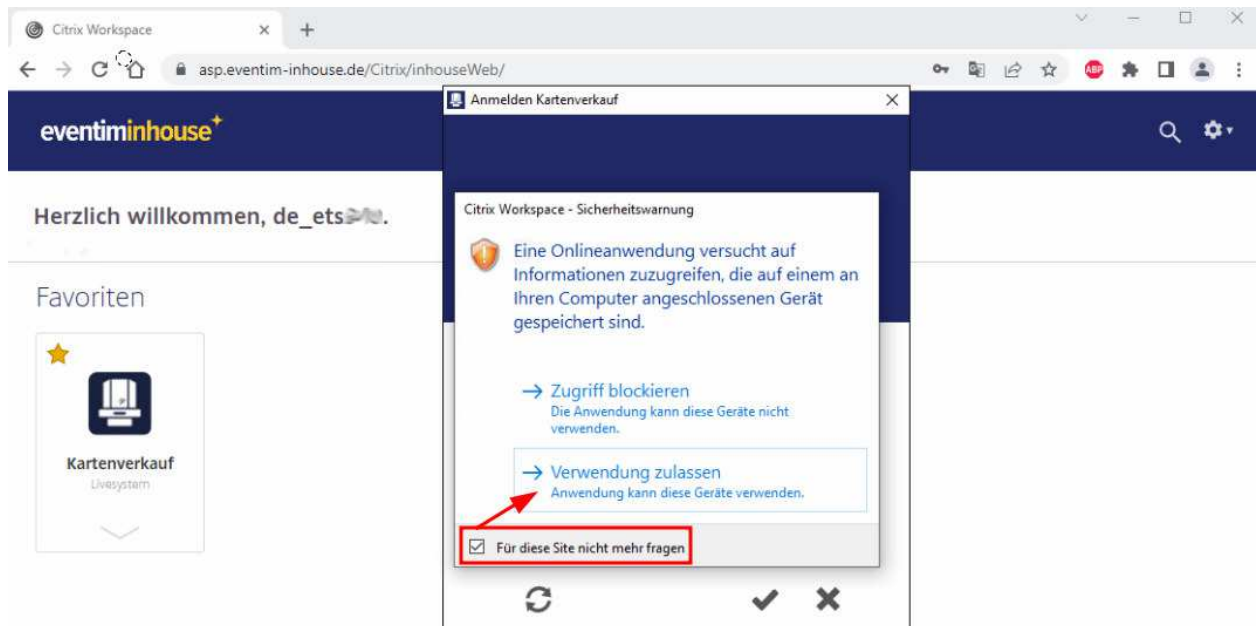 Citrix Workspace
asp.eventim-inhouse.de/Citrix/inhouseWeb/
ABP
eventiminhouse
Anmelden Kartenverkauf
Herzlich willkommen, de_ets
Favoriten
Kartenverkauf
Livesystem
Citrix Workspace - Sicherheitswarnung
Eine Onlineanwendung versucht auf
Informationen zuzugreifen, die auf einem an
Ihren Computer angeschlossenen Gerät
gespeichert sind.
Zugriff blockieren
Die Anwendung kann diese Geräte nicht
verwenden.
Verwendung zulassen
Anwendung kann diese Geräte verwenden.
Für diese Site nicht mehr fragen